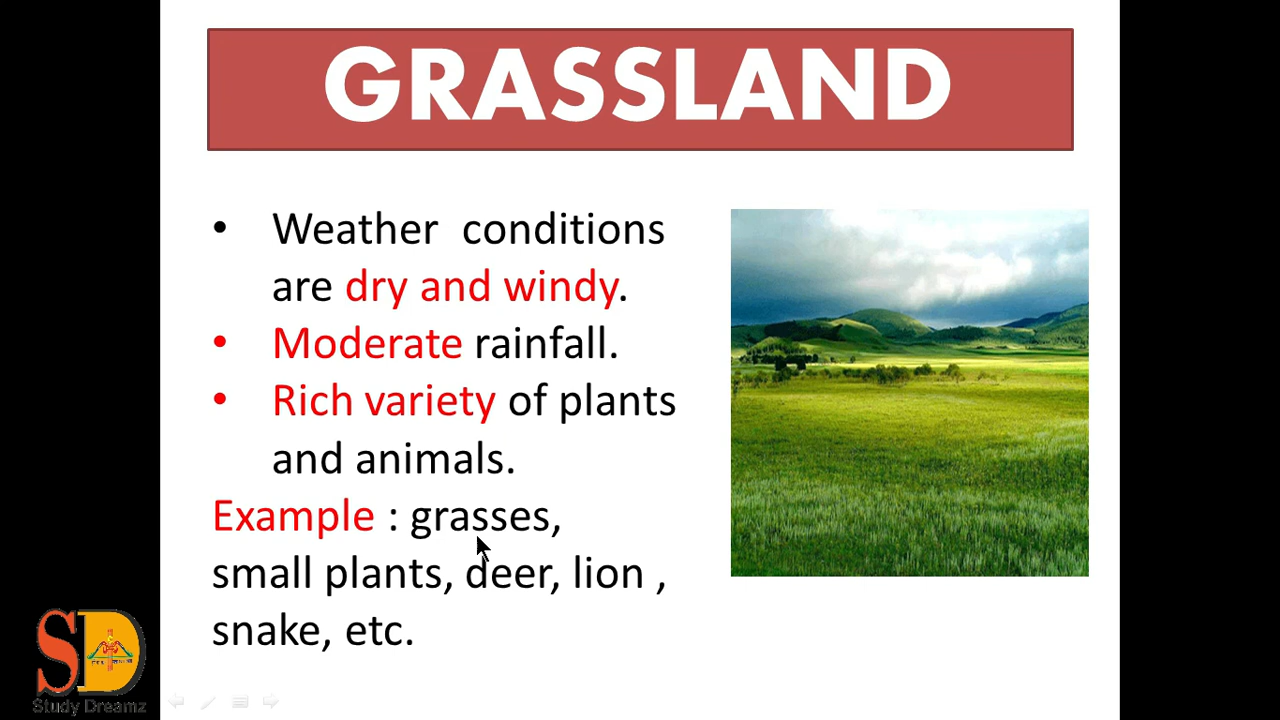 GRASSLAND
• Weather conditions
are dry and windy.
• Moderate rainfall.
• Rich variety of plants
and animals.
Example : grasses,
small plants, deer, lion ,
snake, etc.
SD
Study Dreamz